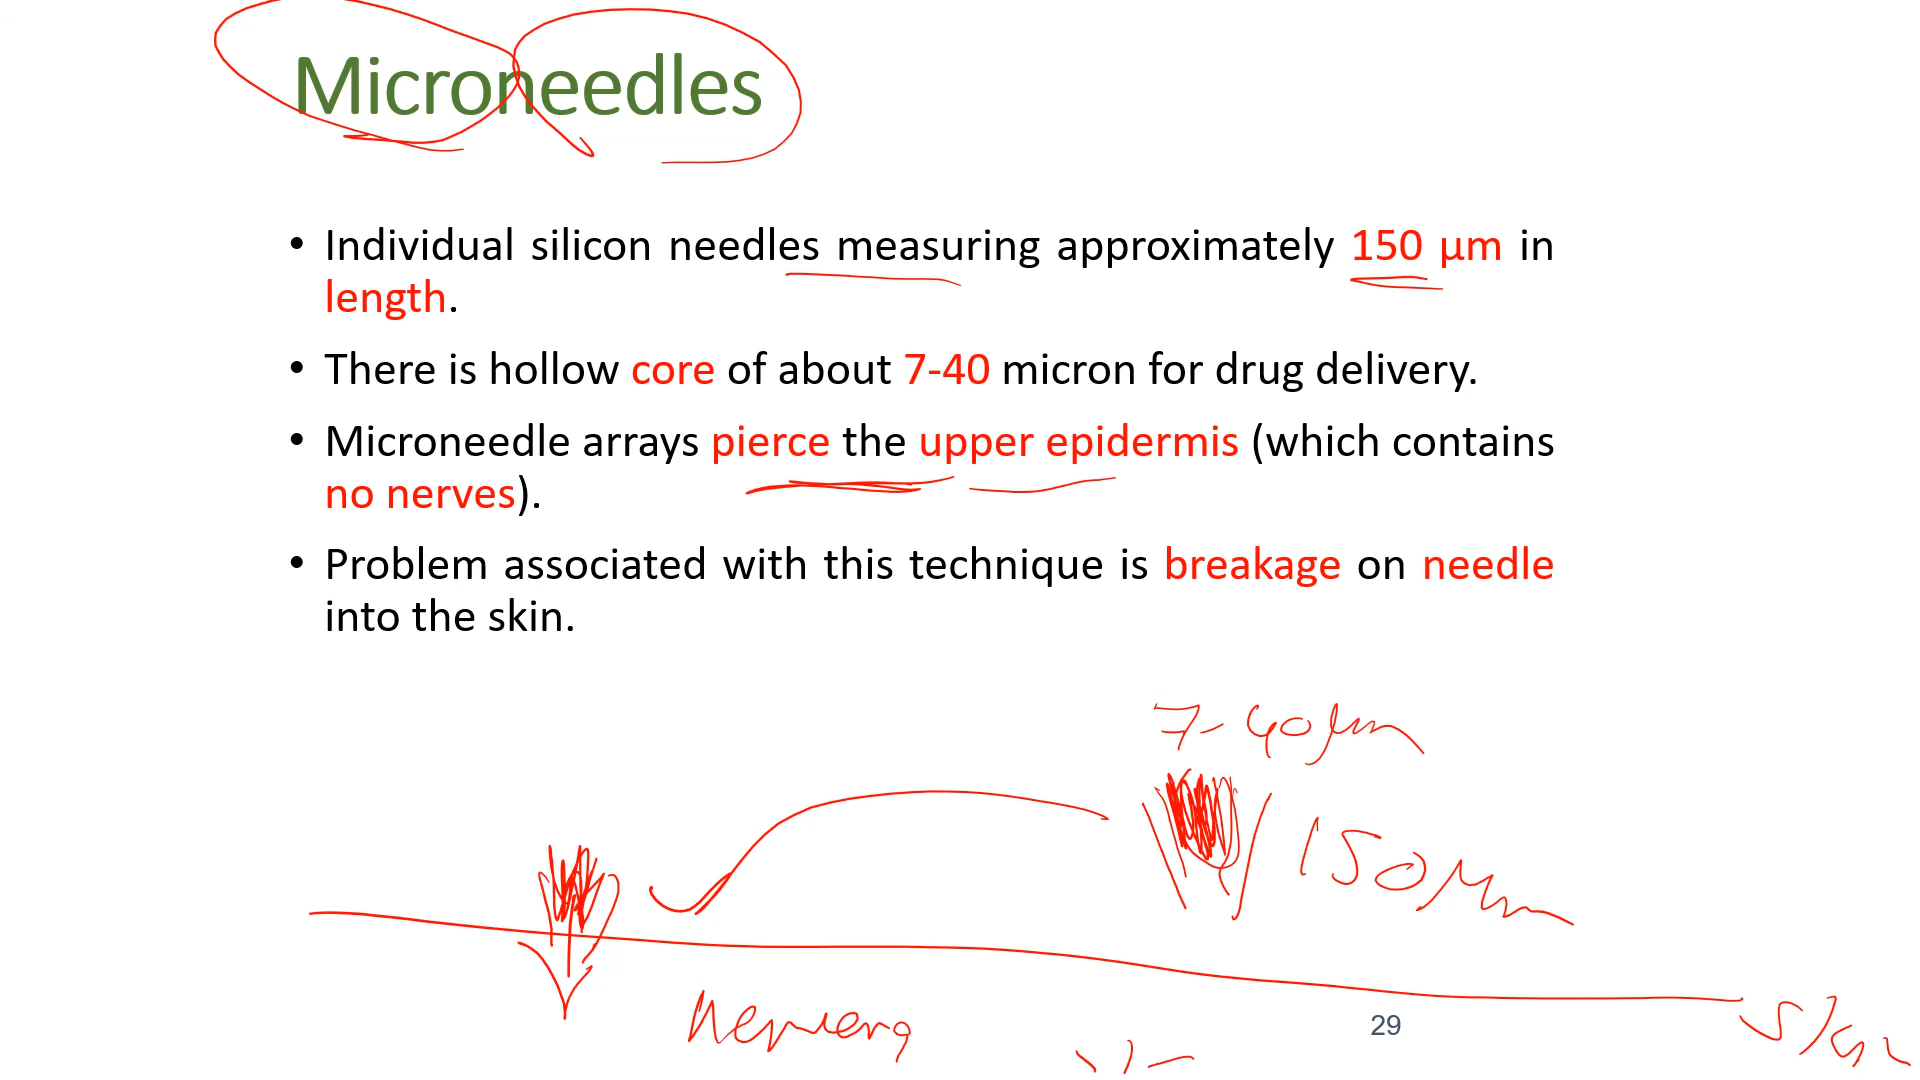 Microneedles
• Individual silicon needles measuring approximately 150 µm in
length.
• There is hollow core of about 7-40 micron for drug delivery.
• Microneedle arrays pierce the upper epidermis (which contains
no nerves).
• Problem associated with this technique is breakage on needle
into the skin.
7-40µm
150µm
29